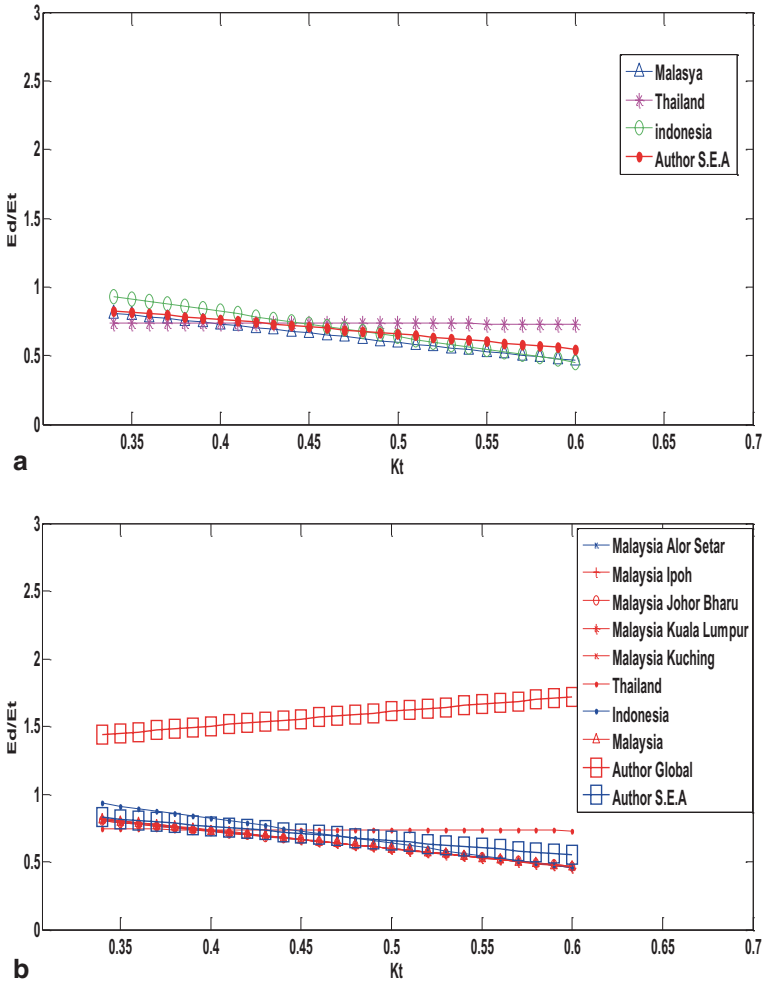 3
2.5
2
1.5
1
0.5
0
Ed/Et
Malasya
Thailand
indonesia
Author S.E.A
0.35 0.4 0.45 0.5 0.55 0.6 0.65 0.7
Kt
a
3
2.5
2
1.5
1
0.5
0
Ed/Et
Malaysia Alor Setar
Malaysia Ipoh
Malaysia Johor Bharu
Malaysia Kuala Lumpur
Malaysia Kuching
Thailand
Indonesia
Malaysia
Author Global
Author S.E.A
0.35 0.4 0.45 0.5 0.55 0.6 0.65 0.7
Kt
b